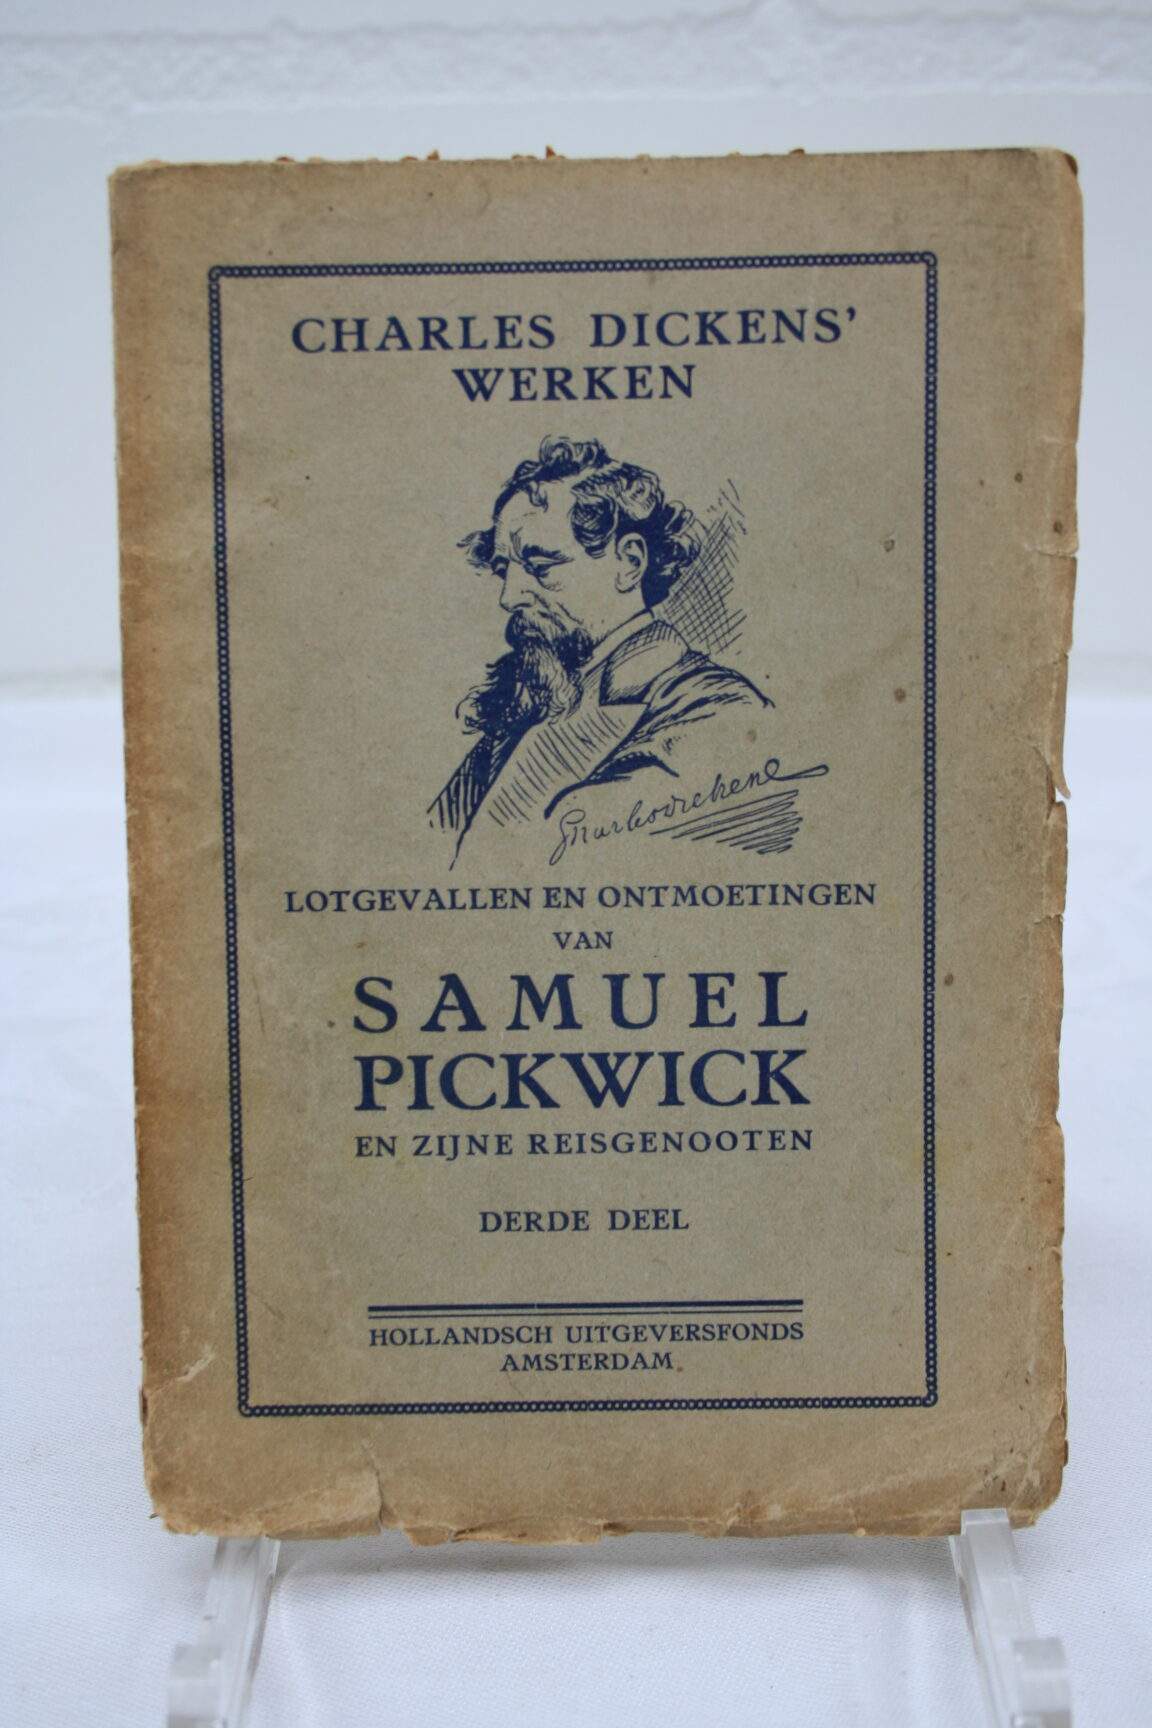 CHARLES DICKENS'
WERKEN
LOTGEVALLEN EN ONTMOETINGEN
VAN
SAMUEL
PICKWICK
EN ZIJNE REISGENOOTEN
DERDE DEEL
HOLLANDSCH UITGEVERSFONDS
AMSTERDAM